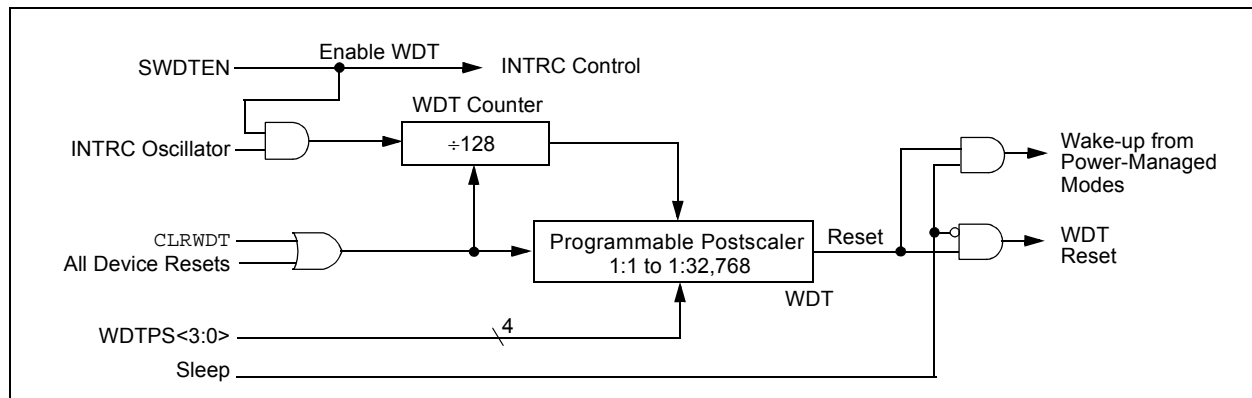 Enable WDT
SWDTEN
INTRC Control
WDT Counter
INTRC Oscillator
÷128
Wake-up from
Power-Managed
Modes
CLRWDT
All Device Resets
Programmable Postscaler
1:1 to 1:32,768
Reset
WDT
Reset
WDT
WDTPS<3:0>
4
Sleep